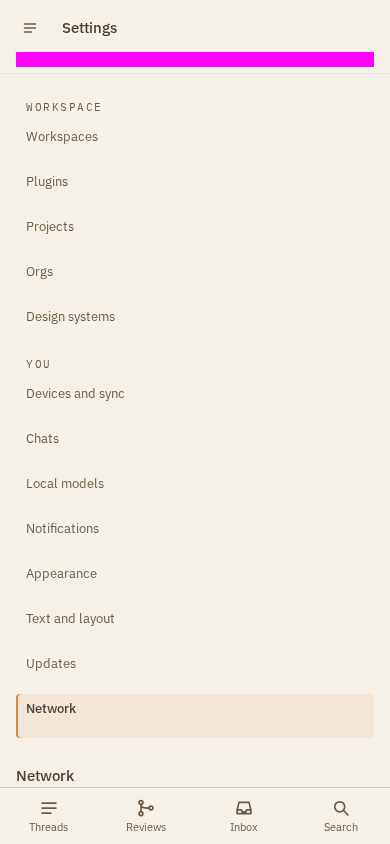 Settings
WORKSPACE
Workspaces
Plugins
Projects
Orgs
Design systems
YOU
Devices and sync
Chats
Local models
Notifications
Appearance
Text and layout
Updates
Network
Network
Threads
Reviews
Inbox
Search